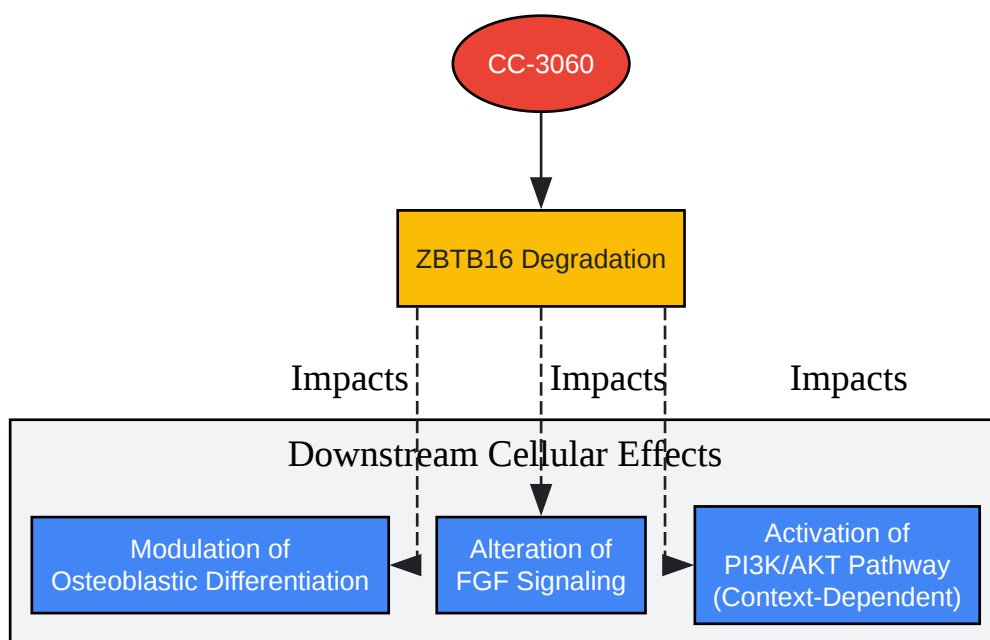 CC-3060
ZBTB16 Degradation
Impacts Impacts Impacts
Downstream Cellular Effects
Modulation of
Osteoblastic Differentiation
Alteration of
FGF Signaling
Activation of
PI3K/AKT Pathway
(Context-Dependent)